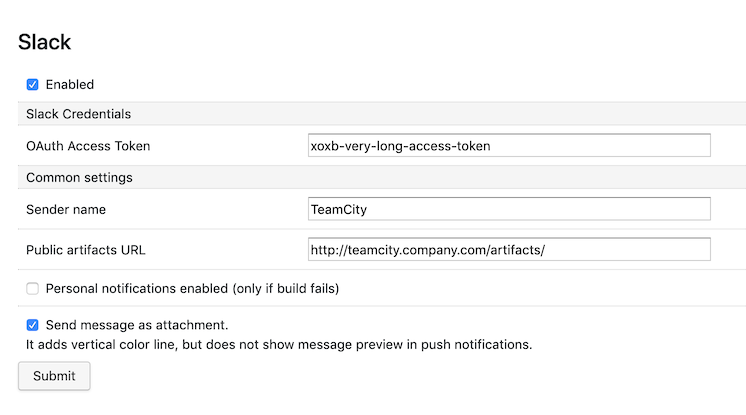 Slack
Enabled
Slack Credentials
OAuth Access Token xoxb-very-long-access-token
Common settings
Sender name TeamCity
Public artifacts URL http://teamcity.company.com/artifacts/
Personal notifications enabled (only if build fails)
Send message as attachment.
It adds vertical color line, but does not show message preview in push notifications.
Submit